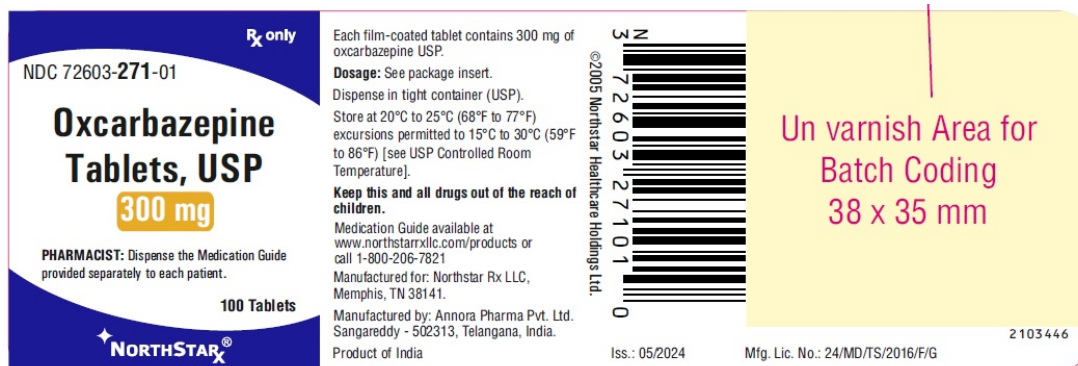 Rx only
NDC 72603-271-01
Oxcarbazepine
Tablets, USP
300 mg
PHARMACIST: Dispense the Medication Guide
provided separately to each patient.
100 Tablets
NORTHSTARx®
Each film-coated tablet contains 300 mg of
oxcarbazepine USP.
Dosage: See package insert.
Dispense in tight container (USP).
Store at 20°C to 25°C (68°F to 77°F)
excursions permitted to 15°C to 30°C (59°F
to 86°F) [see USP Controlled Room
Temperature].
Keep this and all drugs out of the reach of
children.
Medication Guide available at
www.northstarrxllc.com/products or
call 1-800-206-7821
Manufactured for: Northstar Rx LLC,
Memphis, TN 38141.
Manufactured by: Annora Pharma Pvt. Ltd.
Sangareddy - 502313, Telangana, India.
Product of India
©2005 Northstar Healthcare Holdings Ltd.
N
3 72603 27101 0
Iss.: 05/2024
Un varnish Area for
Batch Coding
38 x 35 mm
2103446
Mfg. Lic. No.: 24/MD/TS/2016/F/G